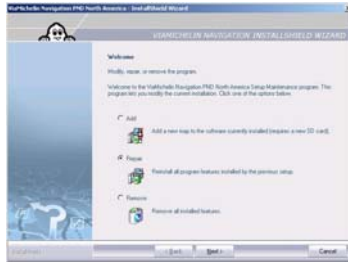 ViaMichelin Navigation PND North America - InstallShield Wizard
VIAMICHELIN NAVIGATION INSTALLSHIELD WIZARD
Welcome
Modify, repair, or remove the program.
Welcome to the ViaMichelin Navigation PND North America Setup Maintenance program. This
program lets you modify the current installation. Click one of the options below.
Add
Add a new map to the software currently installed (requires a new SD card).
Repair
Reinstall all program features installed by the previous setup.
Remove
Remove all installed features.
InstallShield
< Back
Next >
Cancel